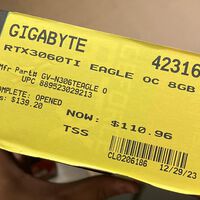 GIGABYTE
42316
RTX3060TI EAGLE OC 8GB
Mfr Part# GV-N306TEAGLE O
UPC 889523029213
COMPLETE: OPENED
s: $139.20
NOW: $110.96
TSS
CL0206186 12/29/23